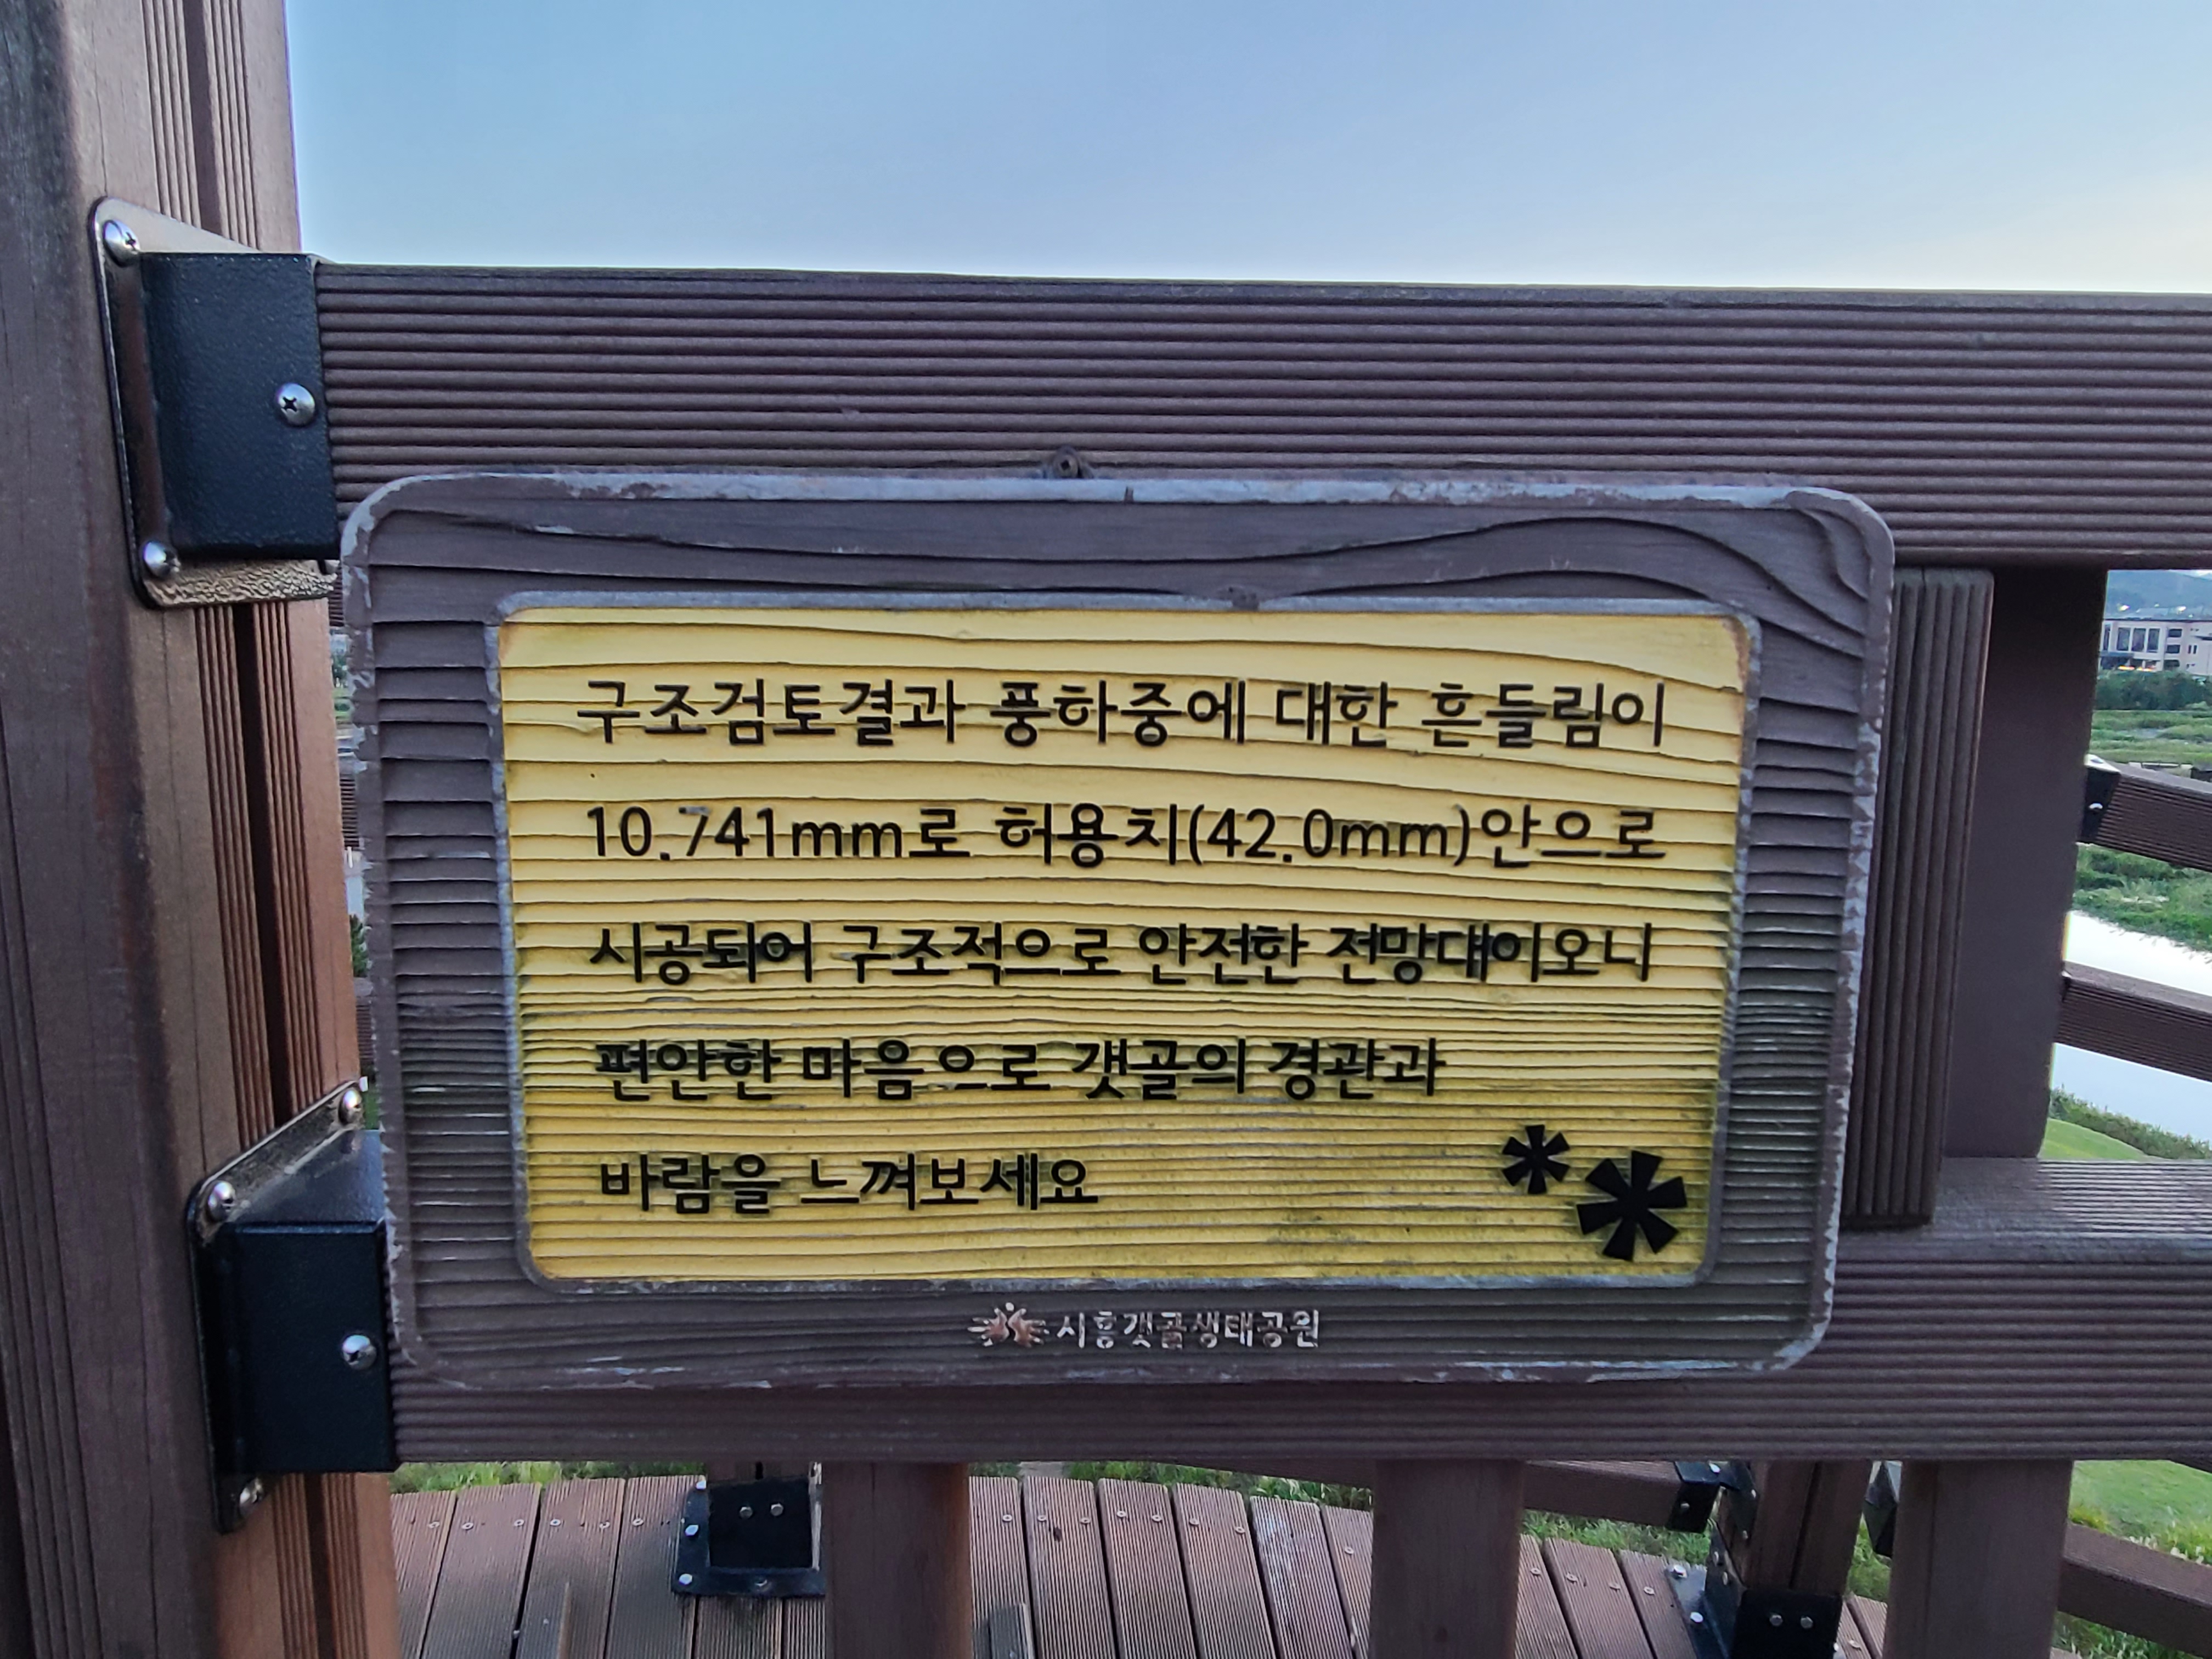 구조검토결과 풍하중에 대한 흔들림이
10.741mm로 허용치(42.0mm)안으로
시공되어 구조적으로 안전한 전망대이오니
편안한 마음으로 갯골의 경관과
바람을 느껴보세요
시흥갯골생태공원